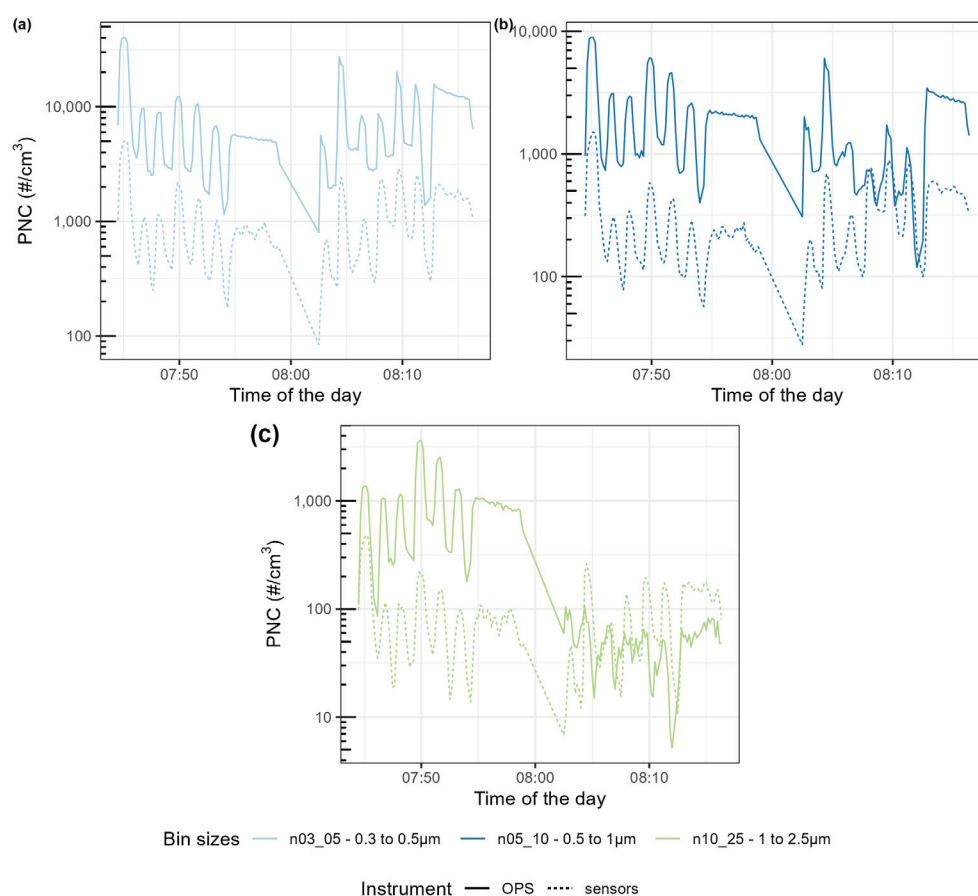 (a)
10,000
1,000
100
PNC (#/cm³)
07:50 08:00 08:10
Time of the day
(b)
10,000
1,000
100
07:50 08:00 08:10
Time of the day
(c)
1,000
100
10
PNC (#/cm³)
07:50 08:00 08:10
Time of the day
Bin sizes n03_05 - 0.3 to 0.5µm n05_10 - 0.5 to 1µm n10_25 - 1 to 2.5µm
Instrument OPS sensors